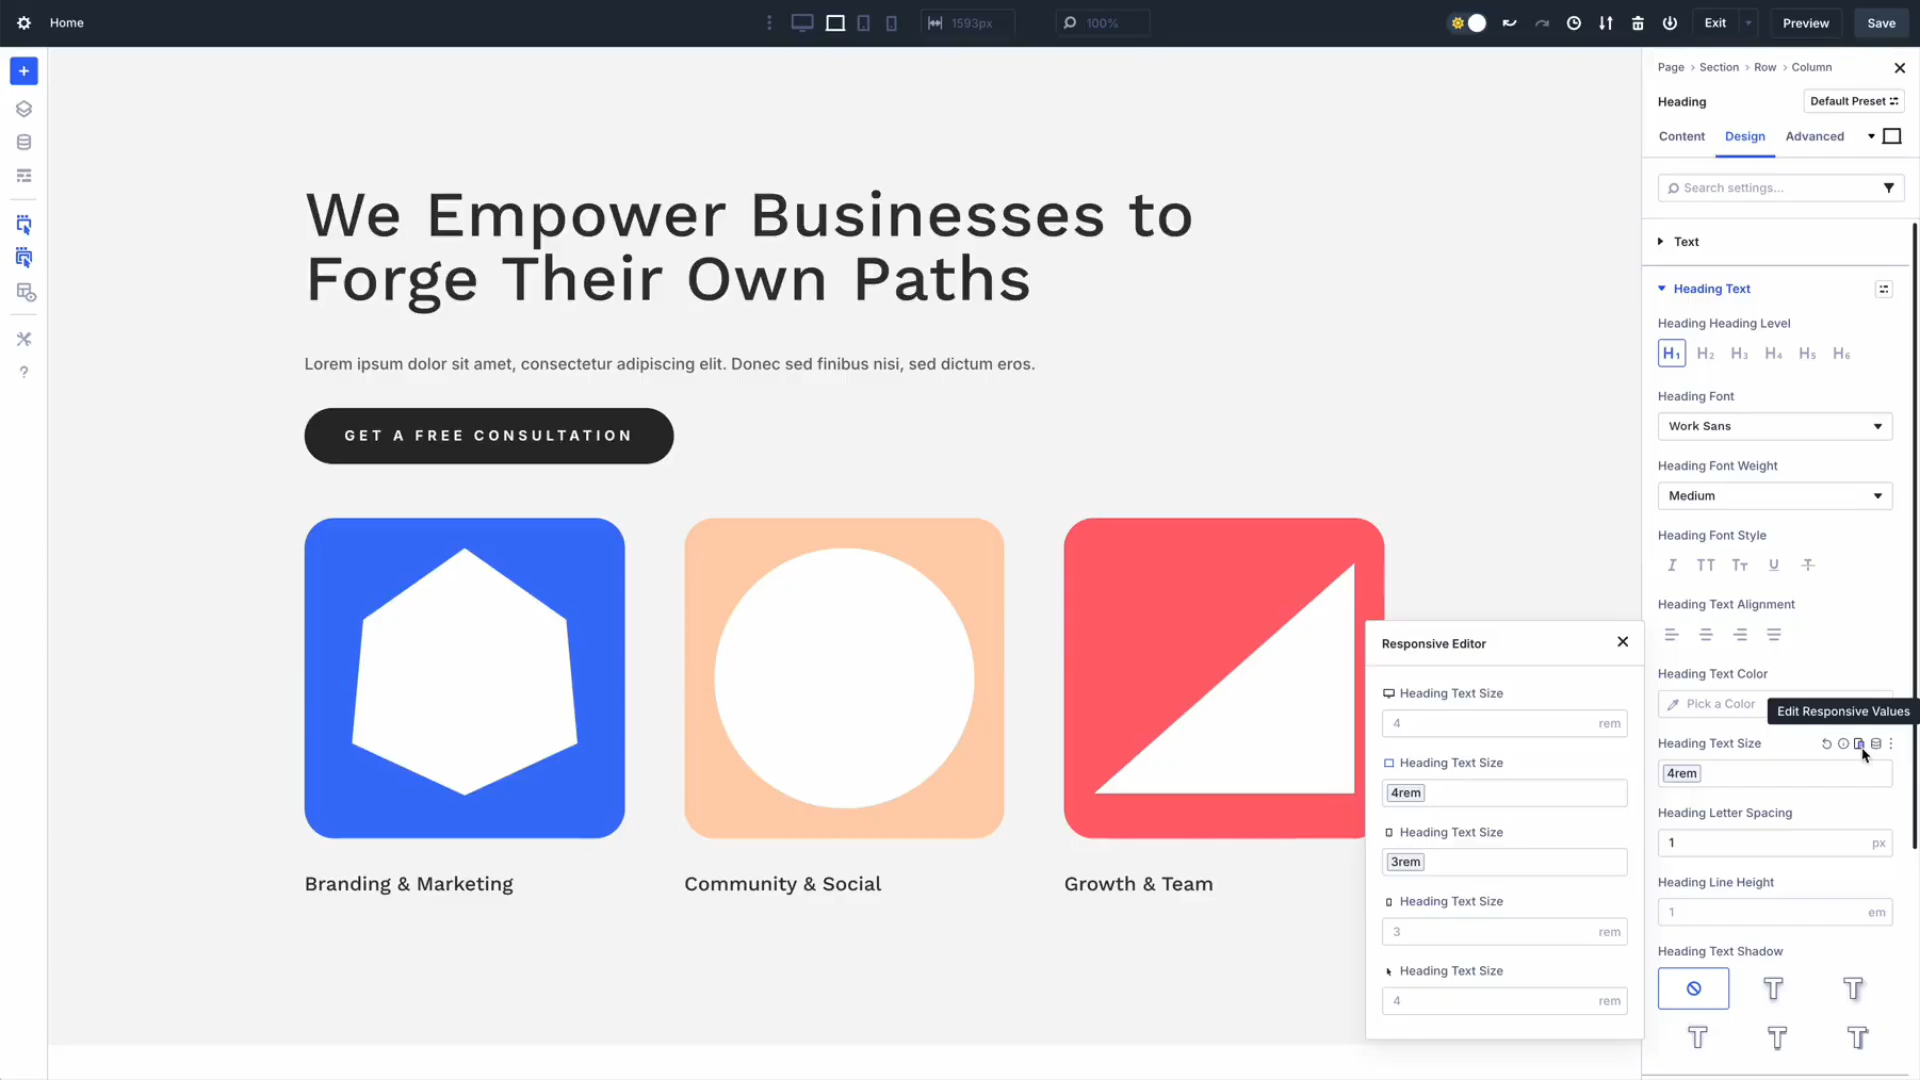 Home
1593px
100%
Exit
Preview
Save
Page > Section > Row > Column
Heading
Default Preset
Content
Design
Advanced
Search settings...
Text
Heading Text
Heading Heading Level
H1 H2 H3 H4 H5 H6
Heading Font
Work Sans
Heading Font Weight
Medium
Heading Font Style
I TT Tт U T
Heading Text Alignment
Heading Text Color
Pick a Color
Edit Responsive Values
Heading Text Size
4rem
Heading Letter Spacing
1 px
Heading Line Height
1 em
Heading Text Shadow
T T
T T T
We Empower Businesses to
Forge Their Own Paths
Lorem ipsum dolor sit amet, consectetur adipiscing elit. Donec sed finibus nisi, sed dictum eros.
GET A FREE CONSULTATION
Branding & Marketing
Community & Social
Growth & Team
Responsive Editor
Heading Text Size
4 rem
Heading Text Size
4rem
Heading Text Size
3rem
Heading Text Size
3 rem
Heading Text Size
4 rem